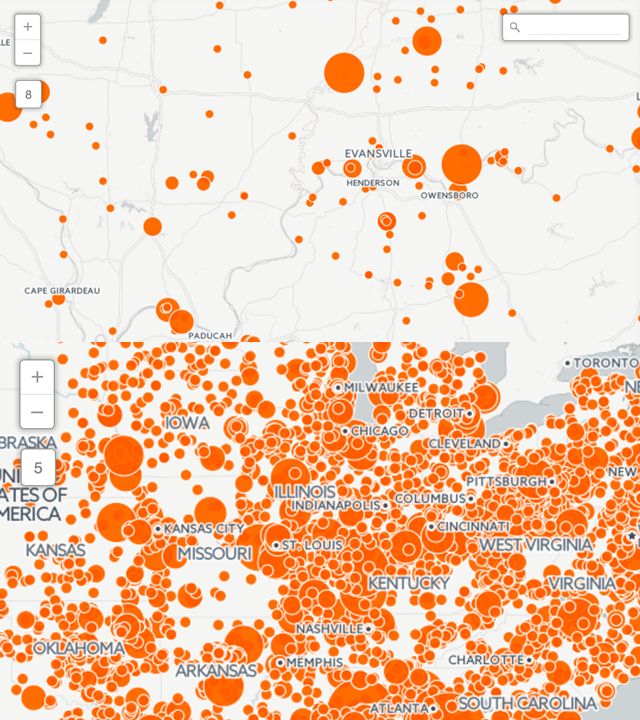 +
−
8
EVANSVILLE
HENDERSON
OWENSBORO
CAPE GIRARDEAU
PADUCAH
+
−
5
MILWAUKEE
TORONTO
DETROIT
IOWA
CHICAGO
CLEVELAND
PITTSBURGH
ILLINOIS
COLUMBUS
INDIANAPOLIS
KANSAS CITY
CINCINNATI
ST. LOUIS
WEST VIRGINIA
KANSAS
MISSOURI
KENTUCKY
VIRGINIA
NASHVILLE
OKLAHOMA
CHARLOTTE
MEMPHIS
ARKANSAS
ATLANTA
SOUTH CAROLINA